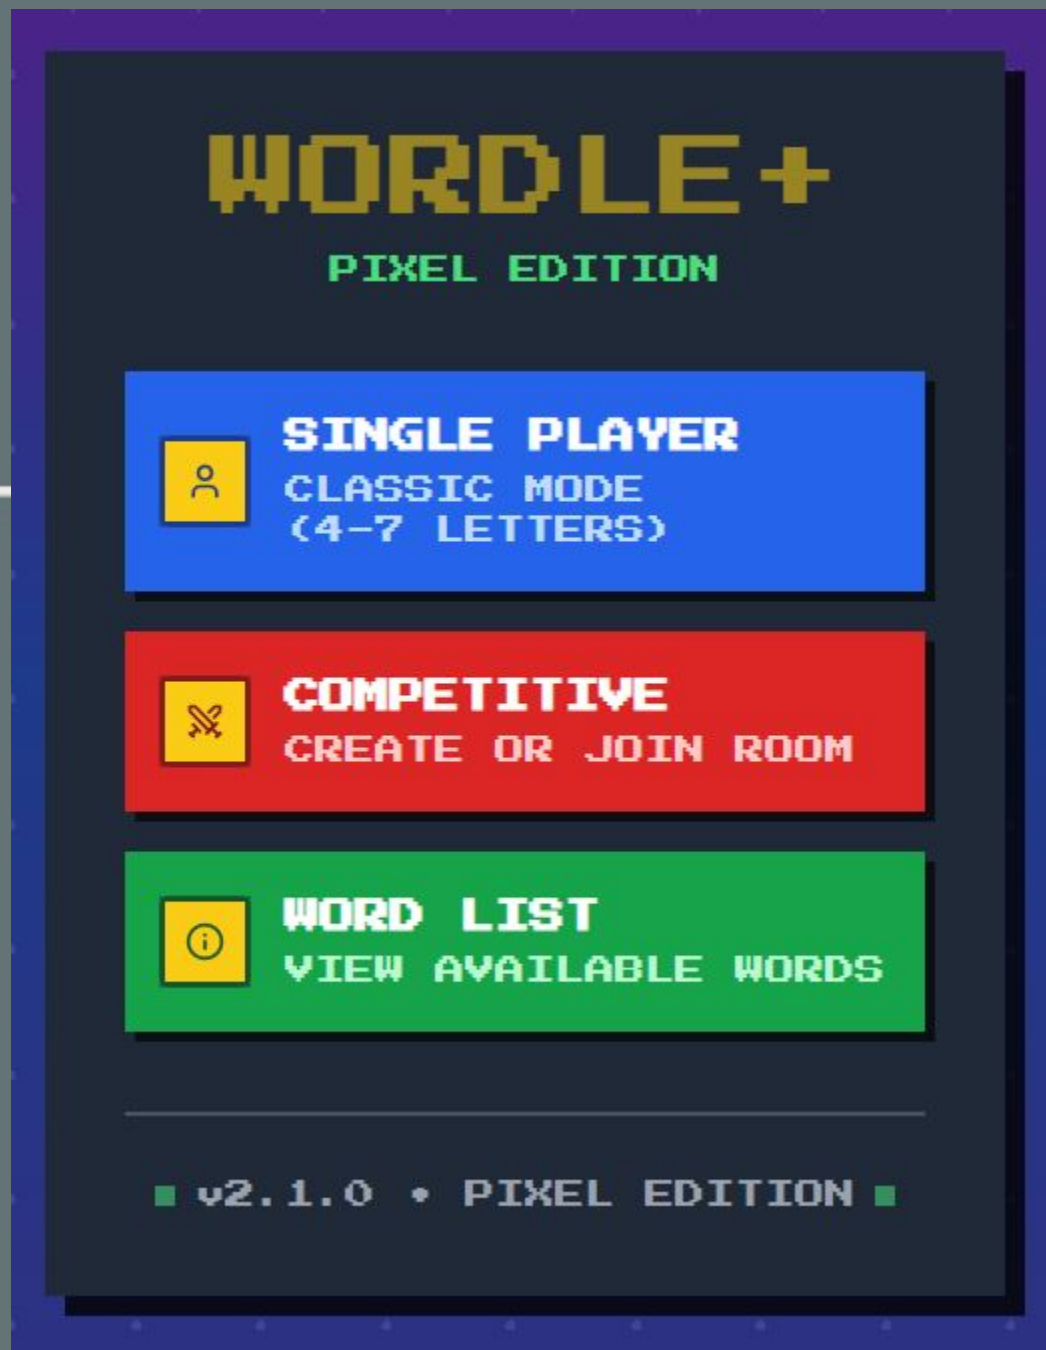 WORDLE+
PIXEL EDITION
SINGLE PLAYER
CLASSIC MODE
(4-7 LETTERS)
COMPETITIVE
CREATE OR JOIN ROOM
WORD LIST
VIEW AVAILABLE WORDS
v2.1.0 • PIXEL EDITION